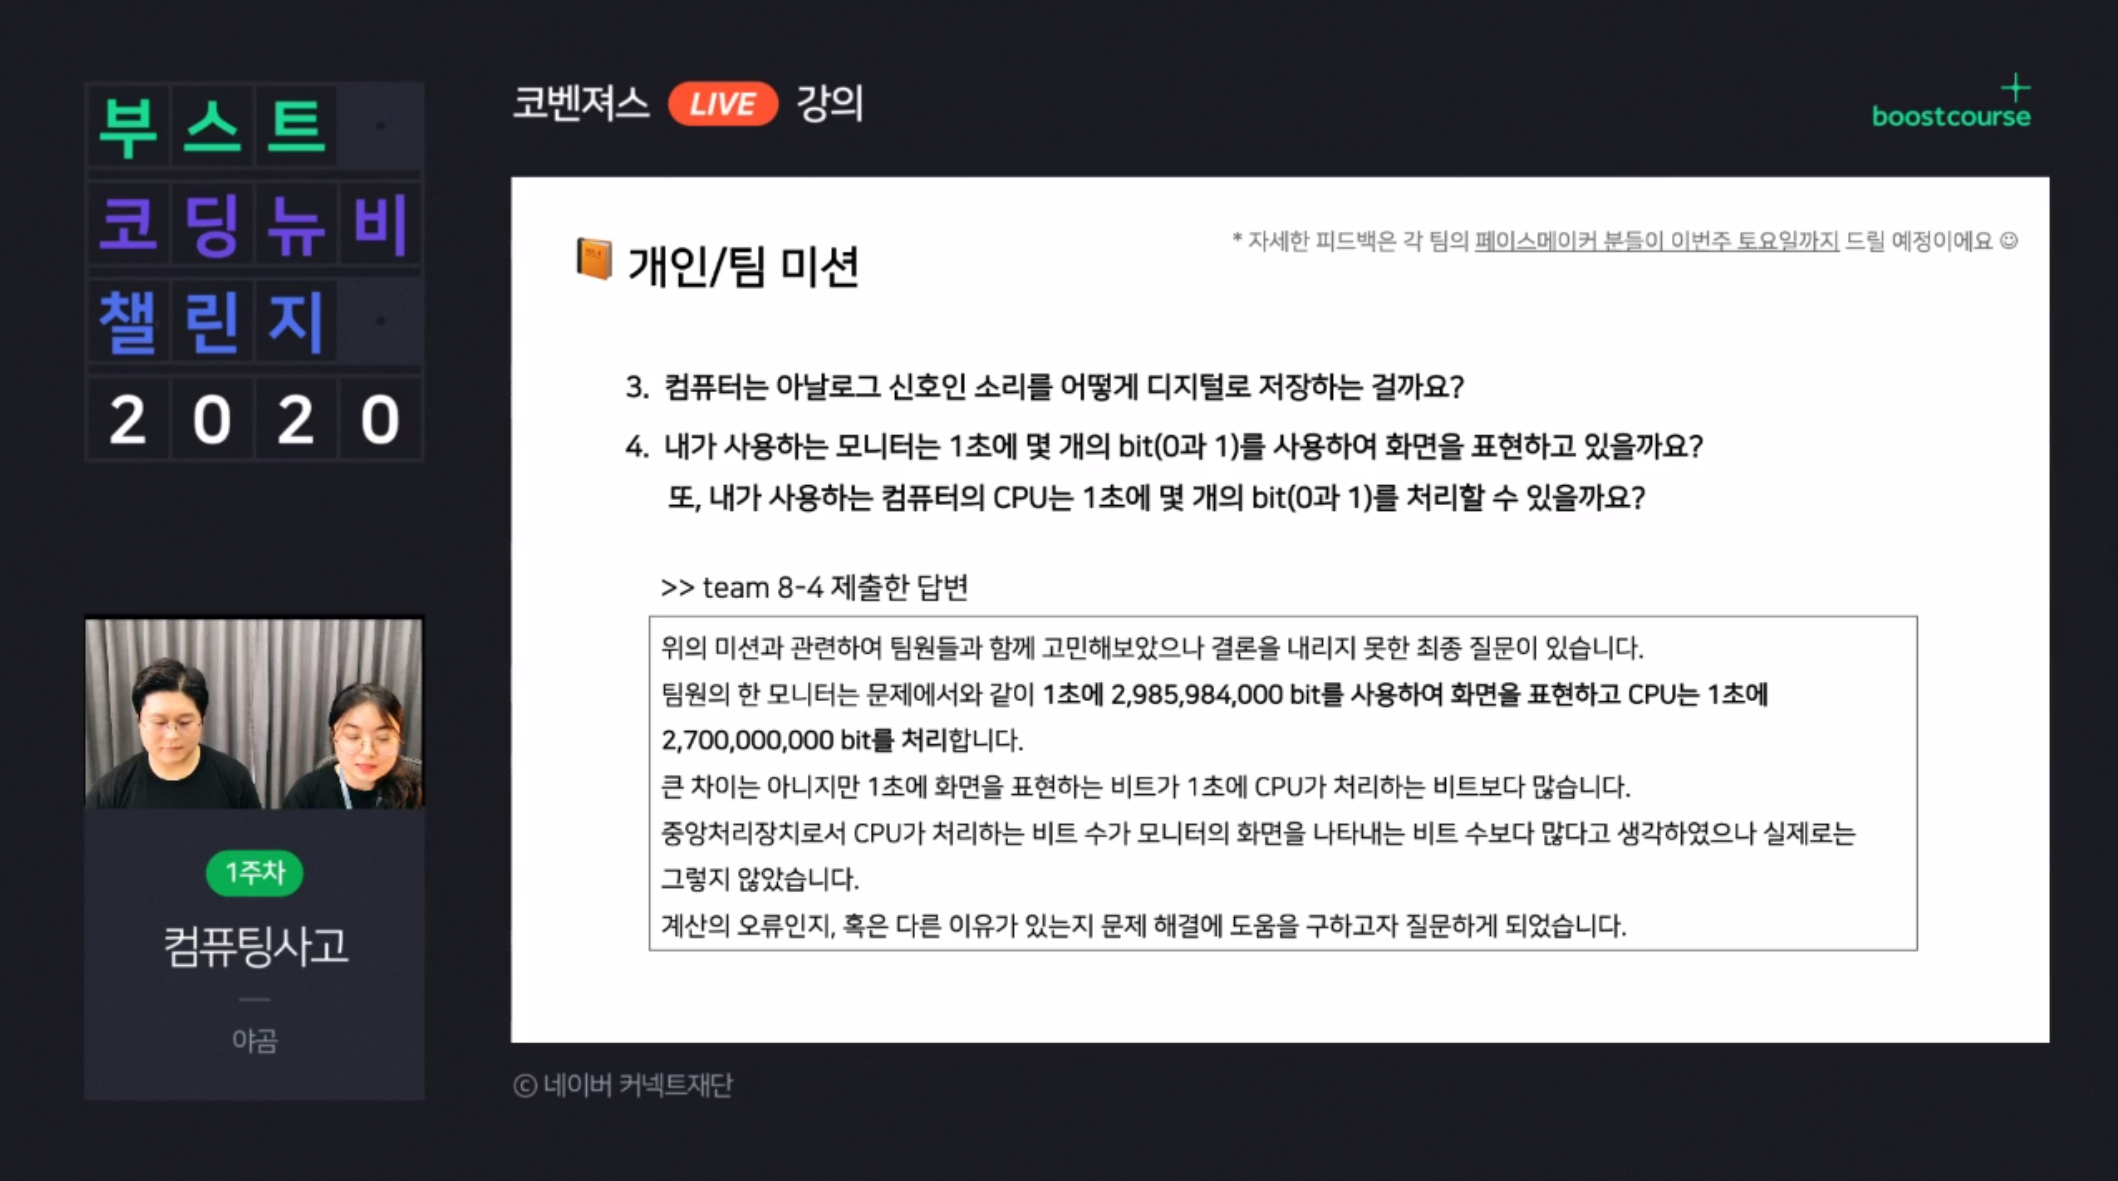 부스트
코딩뉴비
챌린지
2020
코벤져스 LIVE 강의
boostcourse
개인/팀 미션
* 자세한 피드백은 각 팀의 페이스메이커 분들이 이번주 토요일까지 드릴 예정이에요 ☺
3. 컴퓨터는 아날로그 신호인 소리를 어떻게 디지털로 저장하는 걸까요?
4. 내가 사용하는 모니터는 1초에 몇 개의 bit(0과 1)를 사용하여 화면을 표현하고 있을까요?
또, 내가 사용하는 컴퓨터의 CPU는 1초에 몇 개의 bit(0과 1)를 처리할 수 있을까요?
>> team 8-4 제출한 답변
위의 미션과 관련하여 팀원들과 함께 고민해보았으나 결론을 내리지 못한 최종 질문이 있습니다.
팀원의 한 모니터는 문제에서와 같이 1초에 2,985,984,000 bit를 사용하여 화면을 표현하고 CPU는 1초에
2,700,000,000 bit를 처리합니다.
큰 차이는 아니지만 1초에 화면을 표현하는 비트가 1초에 CPU가 처리하는 비트보다 많습니다.
중앙처리장치로서 CPU가 처리하는 비트 수가 모니터의 화면을 나타내는 비트 수보다 많다고 생각하였으나 실제로는
그렇지 않았습니다.
계산의 오류인지, 혹은 다른 이유가 있는지 문제 해결에 도움을 구하고자 질문하게 되었습니다.
1주차
컴퓨팅사고
야곰
ⓒ 네이버 커넥트재단